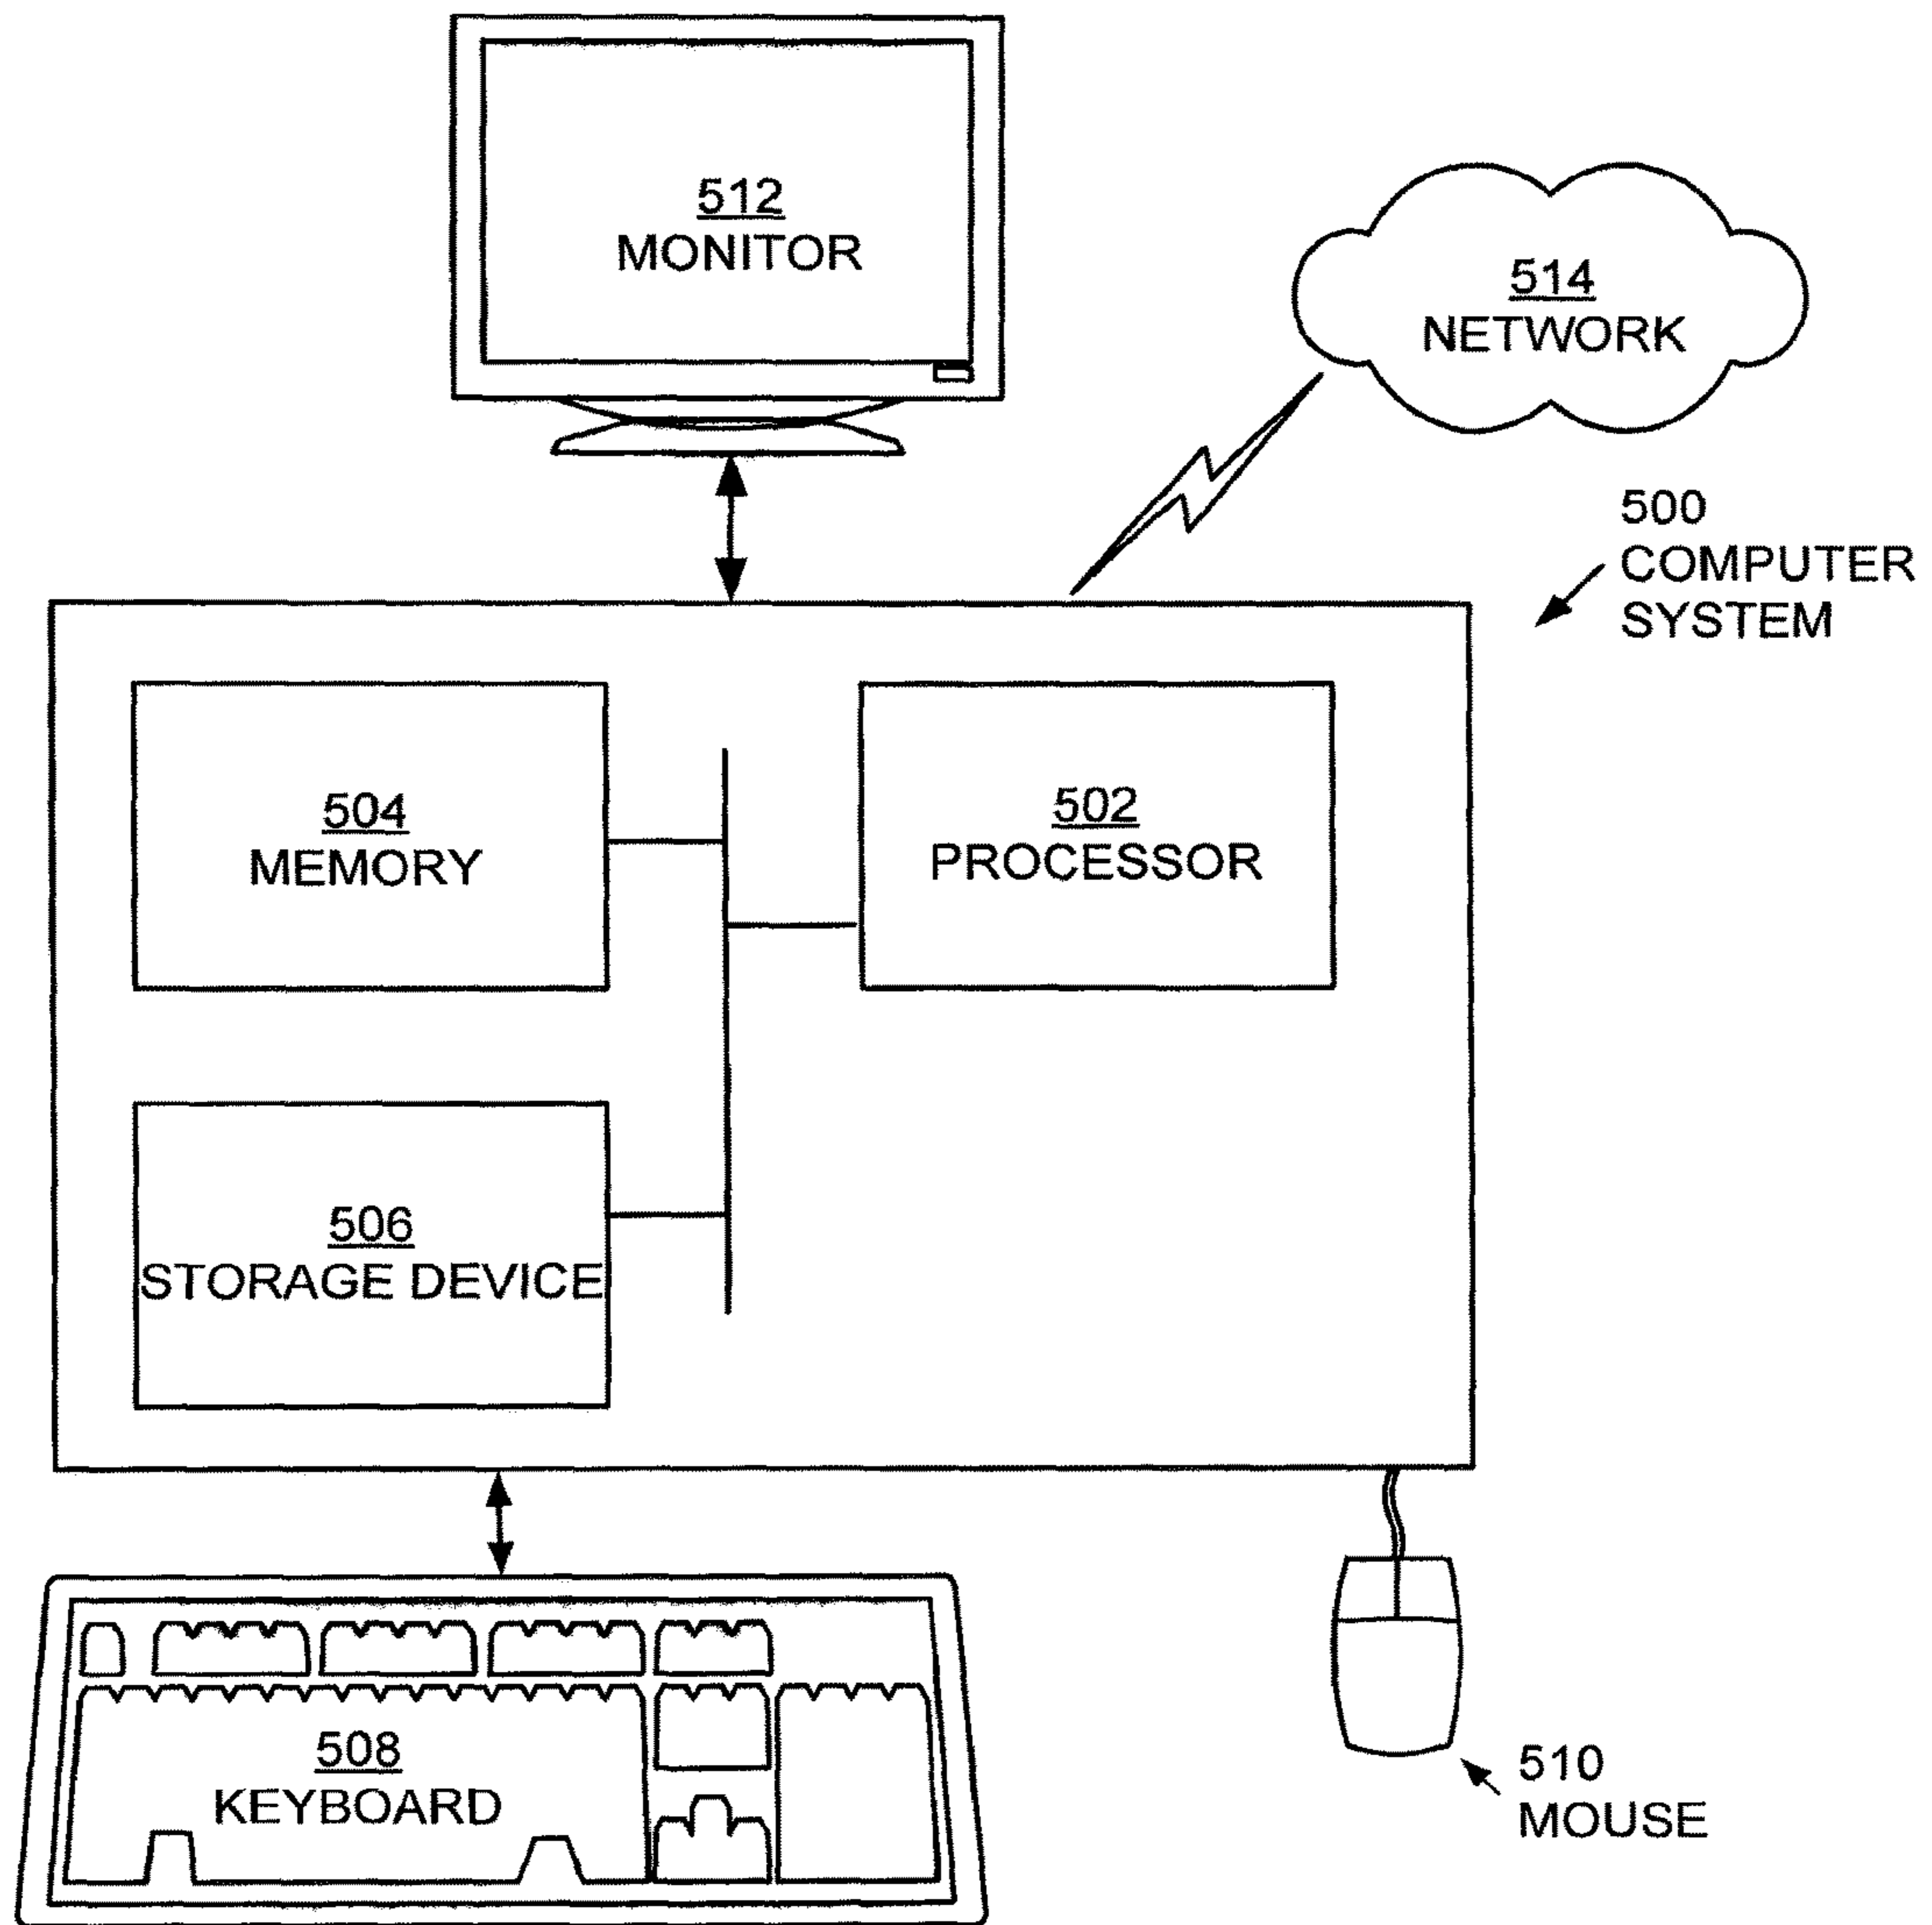 512
MONITOR
514
NETWORK
500
COMPUTER
SYSTEM
504
MEMORY
502
PROCESSOR
506
STORAGE DEVICE
508
KEYBOARD
510
MOUSE